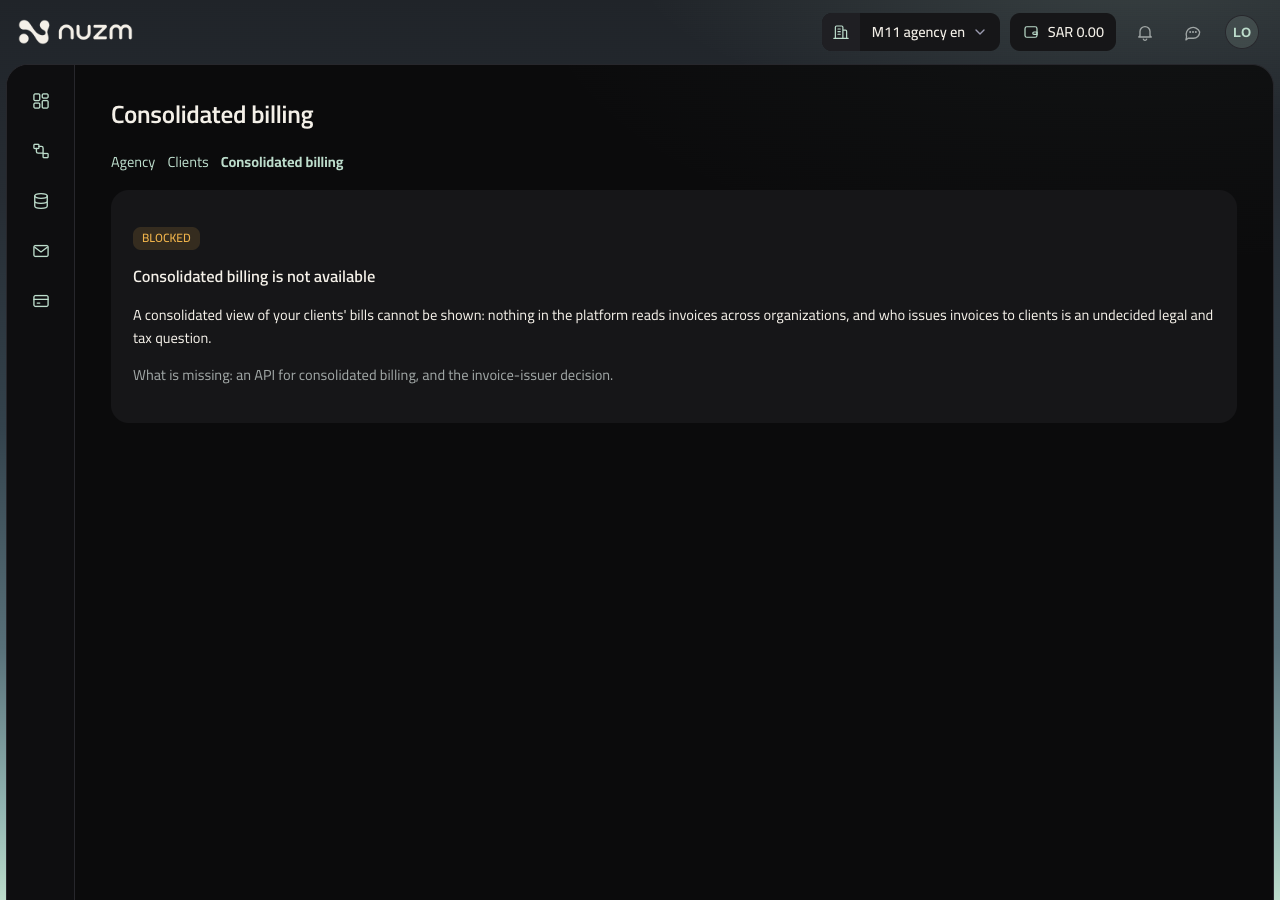 nuzm
M11 agency en
SAR 0.00
LO
Consolidated billing
Agency Clients Consolidated billing
BLOCKED
Consolidated billing is not available
A consolidated view of your clients' bills cannot be shown: nothing in the platform reads invoices across organizations, and who issues invoices to clients is an undecided legal and
tax question.
What is missing: an API for consolidated billing, and the invoice-issuer decision.